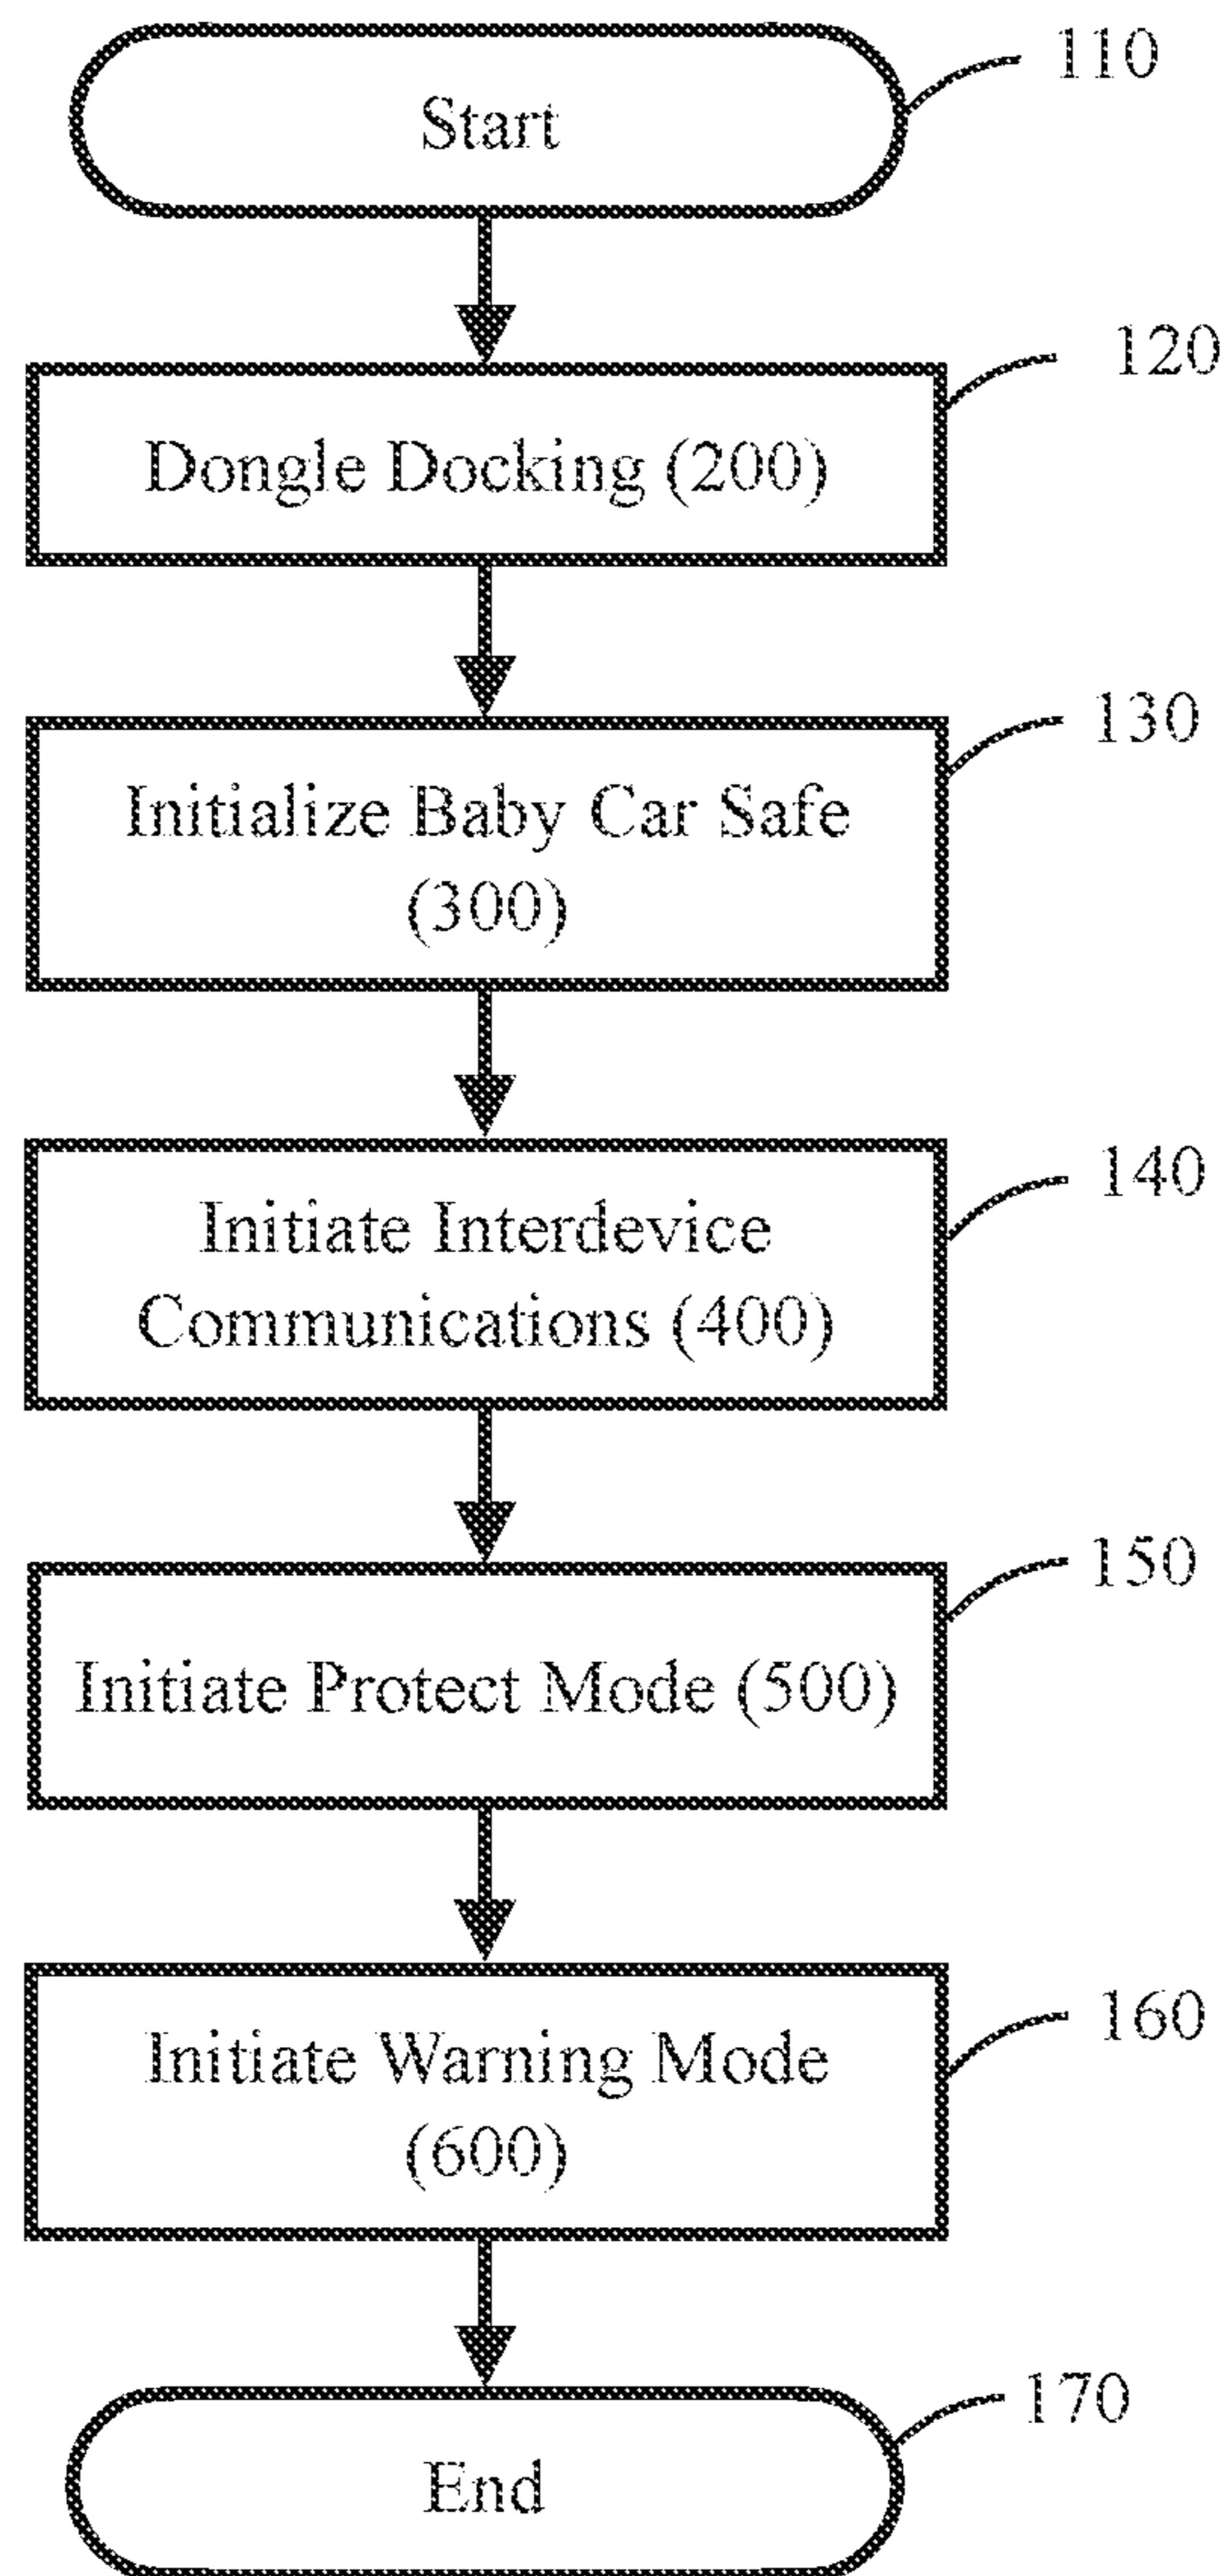 110
Start
120
Dongle Docking (200)
130
Initialize Baby Car Safe
(300)
140
Initiate Interdevice
Communications (400)
150
Initiate Protect Mode (500)
160
Initiate Warning Mode
(600)
170
End